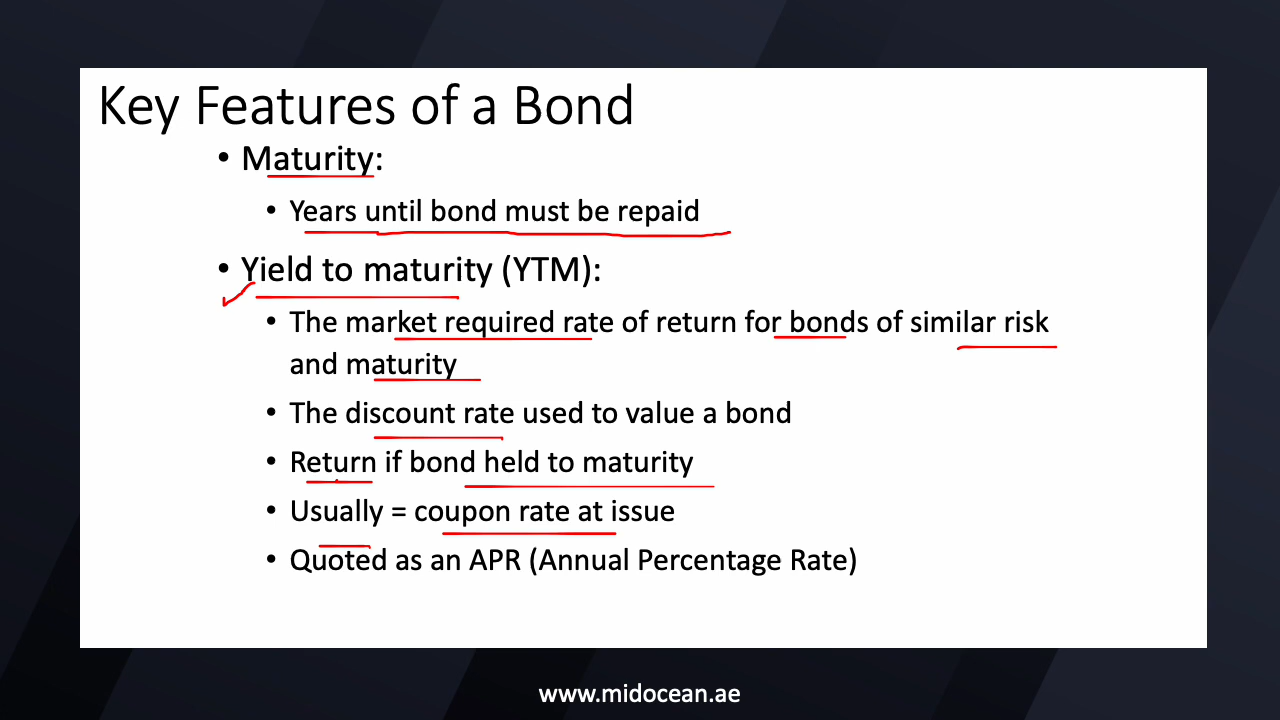 Key Features of a Bond
• Maturity:
• Years until bond must be repaid
• Yield to maturity (YTM):
• The market required rate of return for bonds of similar risk
and maturity
• The discount rate used to value a bond
• Return if bond held to maturity
• Usually = coupon rate at issue
• Quoted as an APR (Annual Percentage Rate)
www.midocean.ae